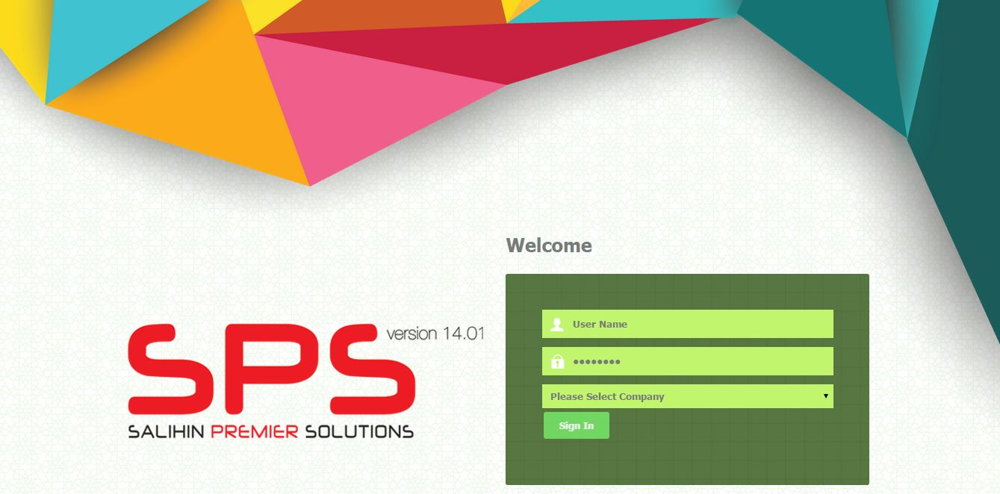 Welcome
SPS version 14.01
SALIHIN PREMIER SOLUTIONS
User Name
••••••••
Please Select Company
Sign In